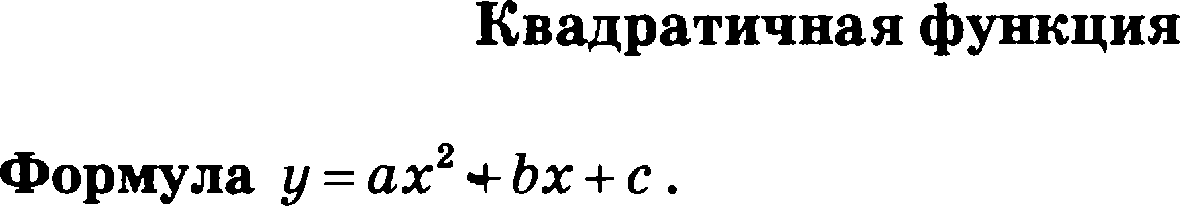 Квадратичная функция
Формула y = ax² + bx + c .